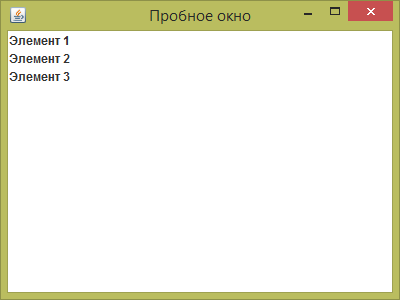 Пробное окно
Элемент 1
Элемент 2
Элемент 3